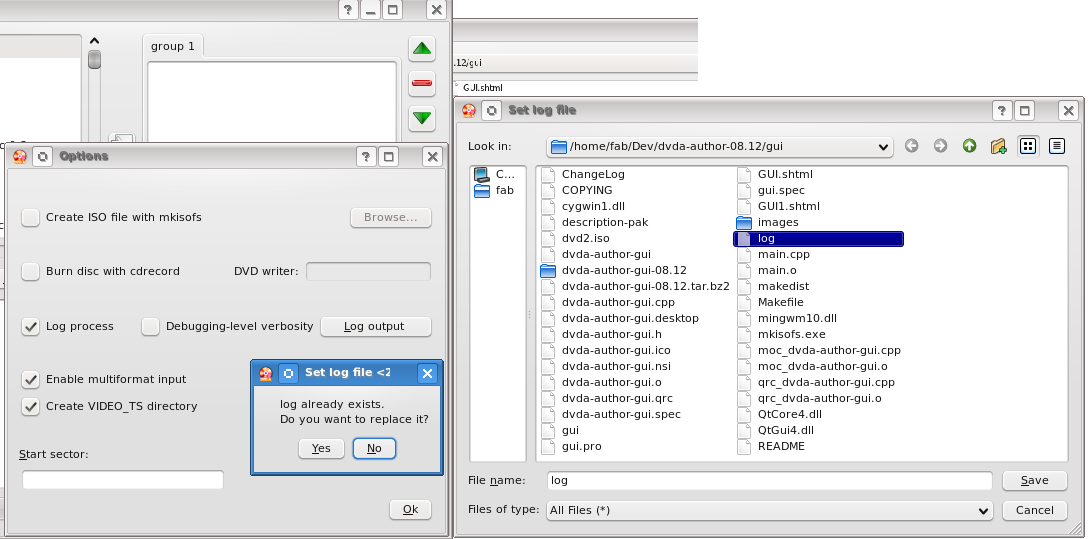 group 1
.12/gui
GUI.shtml
Options
Create ISO file with mkisofs
Browse...
Burn disc with cdrecord
DVD writer:
Log process
Debugging-level verbosity
Log output
Enable multiformat input
Create VIDEO_TS directory
Start sector:
Ok
Set log file <2
log already exists.
Do you want to replace it?
Yes
No
Set log file
Look in:
/home/fab/Dev/dvda-author-08.12/gui
C...
fab
ChangeLog
COPYING
cygwin1.dll
description-pak
dvd2.iso
dvda-author-gui
dvda-author-gui-08.12
dvda-author-gui-08.12.tar.bz2
dvda-author-gui.cpp
dvda-author-gui.desktop
dvda-author-gui.h
dvda-author-gui.ico
dvda-author-gui.nsi
dvda-author-gui.o
dvda-author-gui.qrc
dvda-author-gui.spec
gui
gui.pro
GUI.shtml
gui.spec
GUI1.shtml
images
log
main.cpp
main.o
makedist
Makefile
mingwm10.dll
mkisofs.exe
moc_dvda-author-gui.cpp
moc_dvda-author-gui.o
qrc_dvda-author-gui.cpp
qrc_dvda-author-gui.o
QtCore4.dll
QtGui4.dll
README
File name:
log
Save
Files of type:
All Files (*)
Cancel